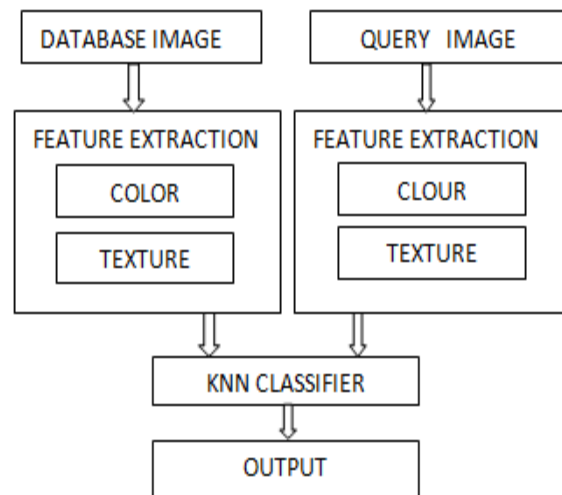 DATABASE IMAGE
QUERY IMAGE
FEATURE EXTRACTION
COLOR
TEXTURE
FEATURE EXTRACTION
CLOUR
TEXTURE
KNN CLASSIFIER
OUTPUT